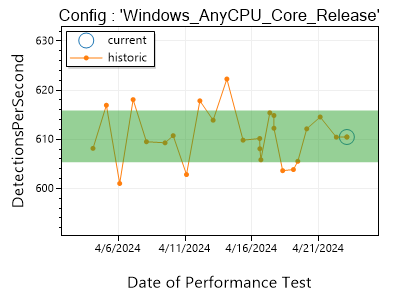 Config : 'Windows_AnyCPU_Core_Release'
current
historic
DetectionsPerSecond
630
620
610
600
4/6/2024 4/11/2024 4/16/2024 4/21/2024
Date of Performance Test